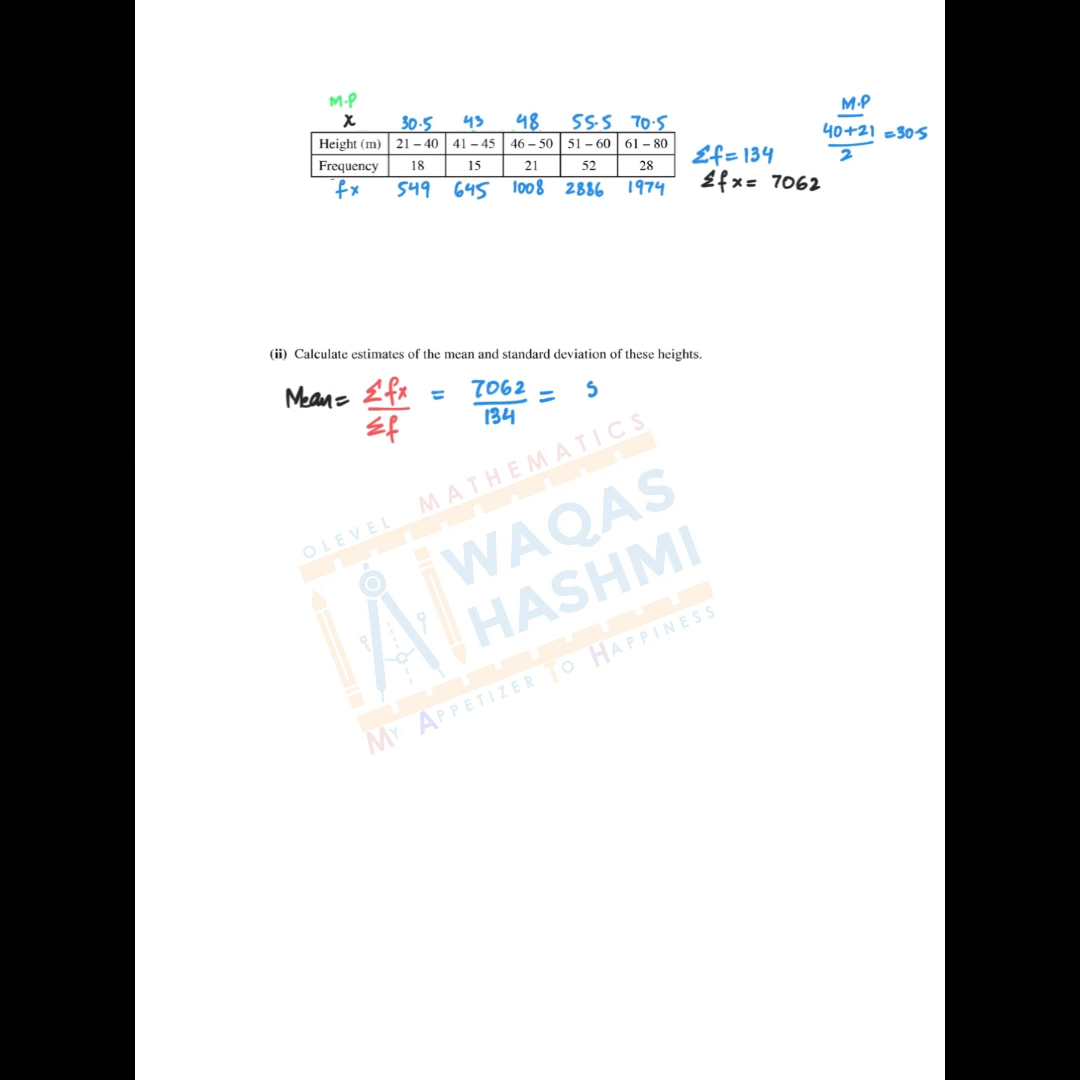 M.P
x 30.5 43 48 55.5 70.5
Height (m) 21 – 40 41 – 45 46 – 50 51 – 60 61 – 80
Frequency 18 15 21 52 28
fx 549 645 1008 2886 1974
Σf = 134
Σfx = 7062
M.P
40+21 = 30.5
2
(ii) Calculate estimates of the mean and standard deviation of these heights.
Mean = Σfx = 7062 = 5
Σf 134
OLEVEL MATHEMATICS
WAQAS
HASHMI
MY APPETIZER TO HAPPINESS